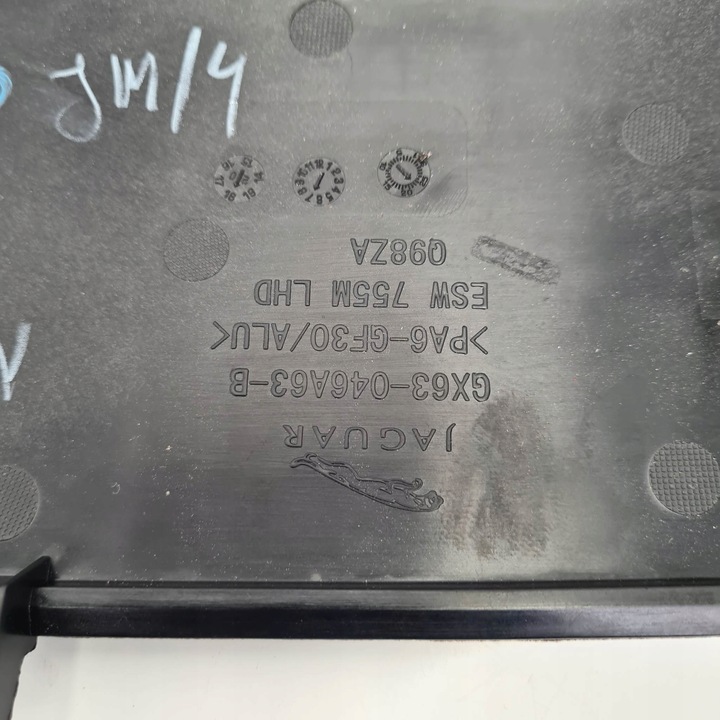 JM/4
JAGUAR
GX63-046A63-B
>PA6-GF30/ALU<
ESW 755M LHD
Q98ZA